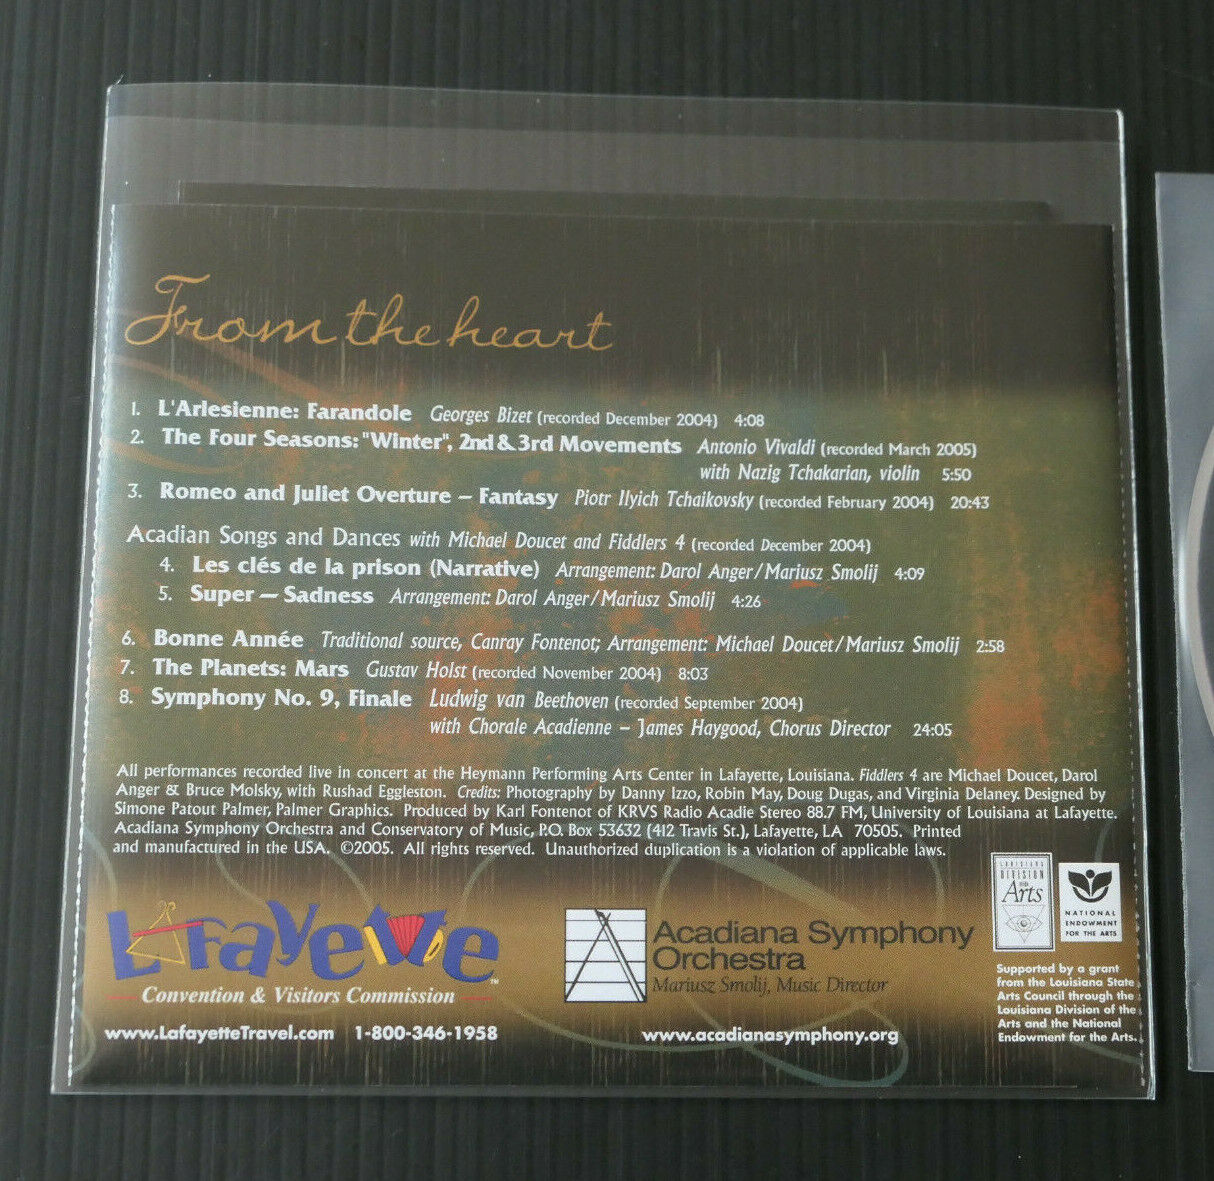 From the heart
1. L'Arlesienne: Farandole Georges Bizet (recorded December 2004) 4:08
2. The Four Seasons: "Winter", 2nd & 3rd Movements Antonio Vivaldi (recorded March 2005)
with Nazig Tchakarian, violin 5:50
3. Romeo and Juliet Overture – Fantasy Piotr Ilyich Tchaikovsky (recorded February 2004) 20:43
Acadian Songs and Dances with Michael Doucet and Fiddlers 4 (recorded December 2004)
4. Les clés de la prison (Narrative) Arrangement: Darol Anger/Mariusz Smolij 4:09
5. Super – Sadness Arrangement: Darol Anger/Mariusz Smolij 4:26
6. Bonne Année Traditional source, Canray Fontenot; Arrangement: Michael Doucet/Mariusz Smolij 2:58
7. The Planets: Mars Gustav Holst (recorded November 2004) 8:03
8. Symphony No. 9, Finale Ludwig van Beethoven (recorded September 2004)
with Chorale Acadienne – James Haygood, Chorus Director 24:05
All performances recorded live in concert at the Heymann Performing Arts Center in Lafayette, Louisiana. Fiddlers 4 are Michael Doucet, Darol
Anger & Bruce Molsky, with Rushad Eggleston. Credits: Photography by Danny Izzo, Robin May, Doug Dugas, and Virginia Delaney. Designed by
Simone Patout Palmer, Palmer Graphics. Produced by Karl Fontenot of KRVS Radio Acadie Stereo 88.7 FM, University of Louisiana at Lafayette.
Acadiana Symphony Orchestra and Conservatory of Music, P.O. Box 53632 (412 Travis St.), Lafayette, LA 70505. Printed
and manufactured in the USA. ©2005. All rights reserved. Unauthorized duplication is a violation of applicable laws.
Lafayette™
Convention & Visitors Commission
www.LafayetteTravel.com 1-800-346-1958
Acadiana Symphony
Orchestra
Mariusz Smolij, Music Director
www.acadianasymphony.org
LOUISIANA
DIVISION
OF THE
Arts
NATIONAL
ENDOWMENT
FOR THE ARTS
Supported by a grant
from the Louisiana State
Arts Council through the
Louisiana Division of the
Arts and the National
Endowment for the Arts.